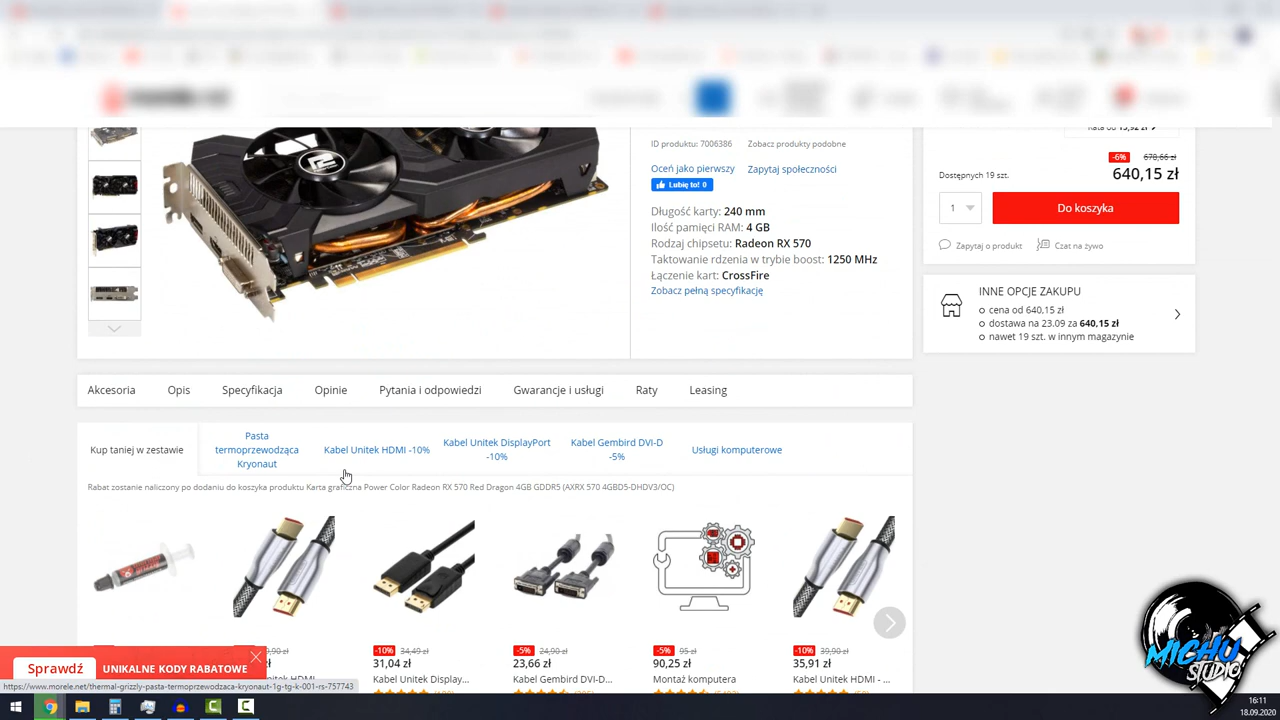 ID produktu: 7006386 Zobacz produkty podobne
Oceń jako pierwszy Zapytaj społeczności
Lubię to! 0
Długość karty: 240 mm
Ilość pamięci RAM: 4 GB
Rodzaj chipsetu: Radeon RX 570
Taktowanie rdzenia w trybie boost: 1250 MHz
Łączenie kart: CrossFire
Zobacz pełną specyfikację
Rata od 15,92 zł
-6% 678,66 zł
Dostępnych 19 szt. 640,15 zł
1 Do koszyka
Zapytaj o produkt Czat na żywo
INNE OPCJE ZAKUPU
cena od 640,15 zł
dostawa na 23.09 za 640,15 zł
nawet 19 szt. w innym magazynie
Akcesoria Opis Specyfikacja Opinie Pytania i odpowiedzi Gwarancje i usługi Raty Leasing
Kup taniej w zestawie
Pasta
termoprzewodząca
Kryonaut
Kabel Unitek HDMI -10%
Kabel Unitek DisplayPort
-10%
Kabel Gembird DVI-D
-5%
Usługi komputerowe
Rabat zostanie naliczony po dodaniu do koszyka produktu Karta graficzna Power Color Radeon RX 570 Red Dragon 4GB GDDR5 (AXRX 570 4GBD5-DHDV3/OC)
-10% 34,49 zł
31,04 zł
Kabel Unitek Display...
-5% 24,90 zł
23,66 zł
Kabel Gembird DVI-D...
-5% 95 zł
90,25 zł
Montaż komputera
-10% 39,90 zł
35,91 zł
Kabel Unitek HDMI - ...
Sprawdź UNIKALNE KODY RABATOWE
https://www.morele.net/thermal-grizzly-pasta-termoprzewodzaca-kryonaut-1g-tg-k-001-rs-757743
MICHU
STUDIO
16:11
18.09.2020